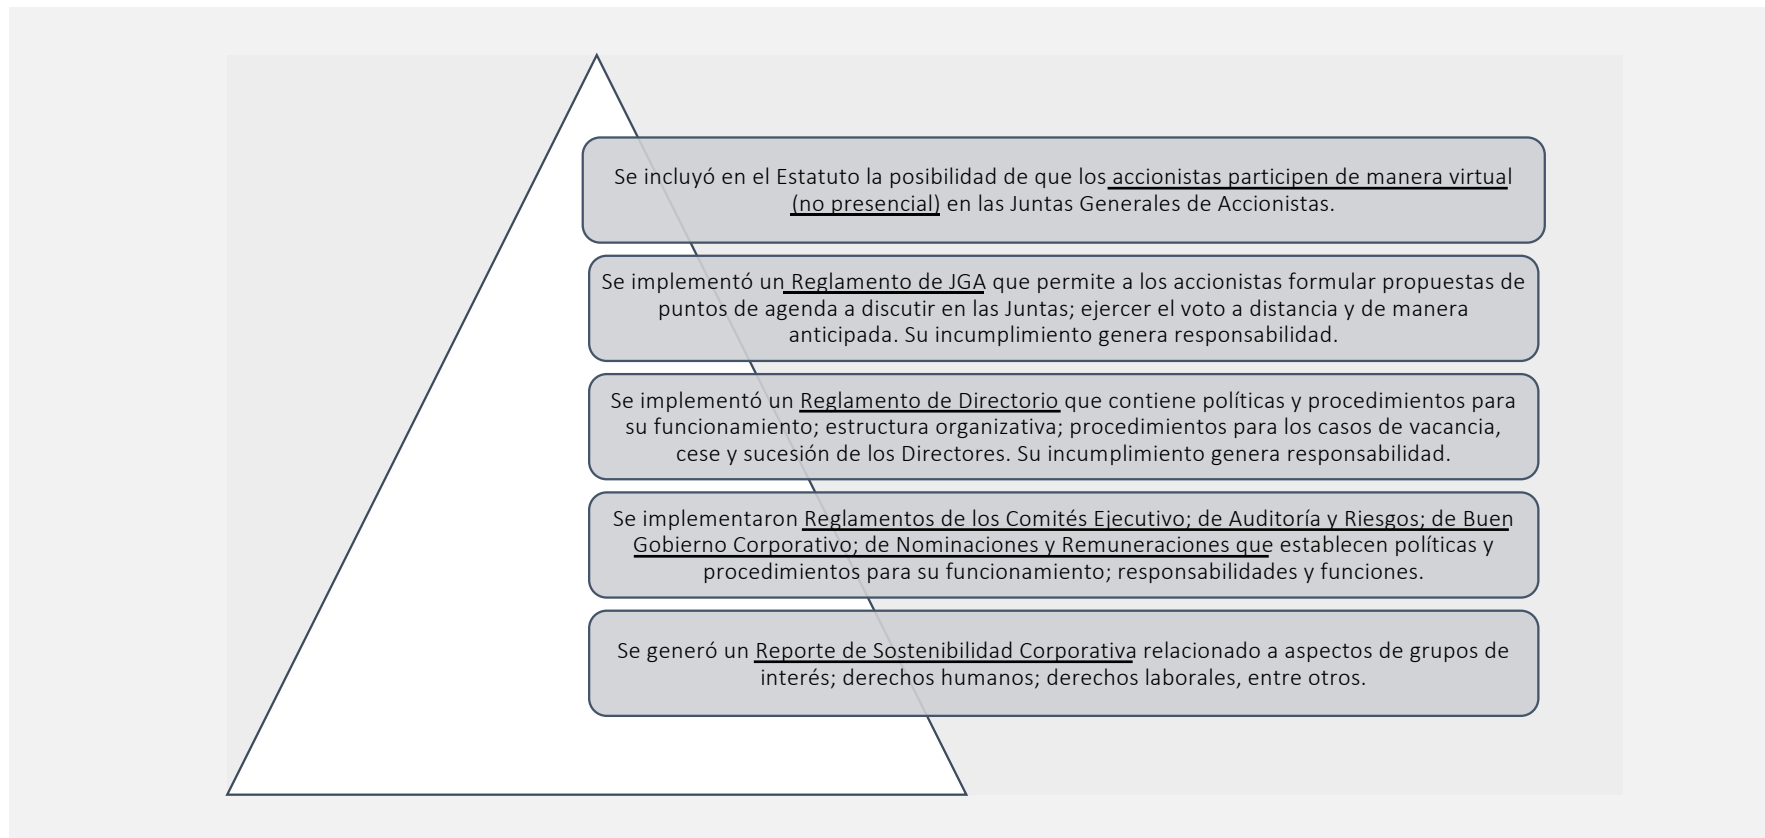 Se incluyó en el Estatuto la posibilidad de que los accionistas participen de manera virtual
(no presencial) en las Juntas Generales de Accionistas.
Se implementó un Reglamento de JGA que permite a los accionistas formular propuestas de
puntos de agenda a discutir en las Juntas; ejercer el voto a distancia y de manera
anticipada. Su incumplimiento genera responsabilidad.
Se implementó un Reglamento de Directorio que contiene políticas y procedimientos para
su funcionamiento; estructura organizativa; procedimientos para los casos de vacancia,
cese y sucesión de los Directores. Su incumplimiento genera responsabilidad.
Se implementaron Reglamentos de los Comités Ejecutivo; de Auditoría y Riesgos; de Buen
Gobierno Corporativo; de Nominaciones y Remuneraciones que establecen políticas y
procedimientos para su funcionamiento; responsabilidades y funciones.
Se generó un Reporte de Sostenibilidad Corporativa relacionado a aspectos de grupos de
interés; derechos humanos; derechos laborales, entre otros.